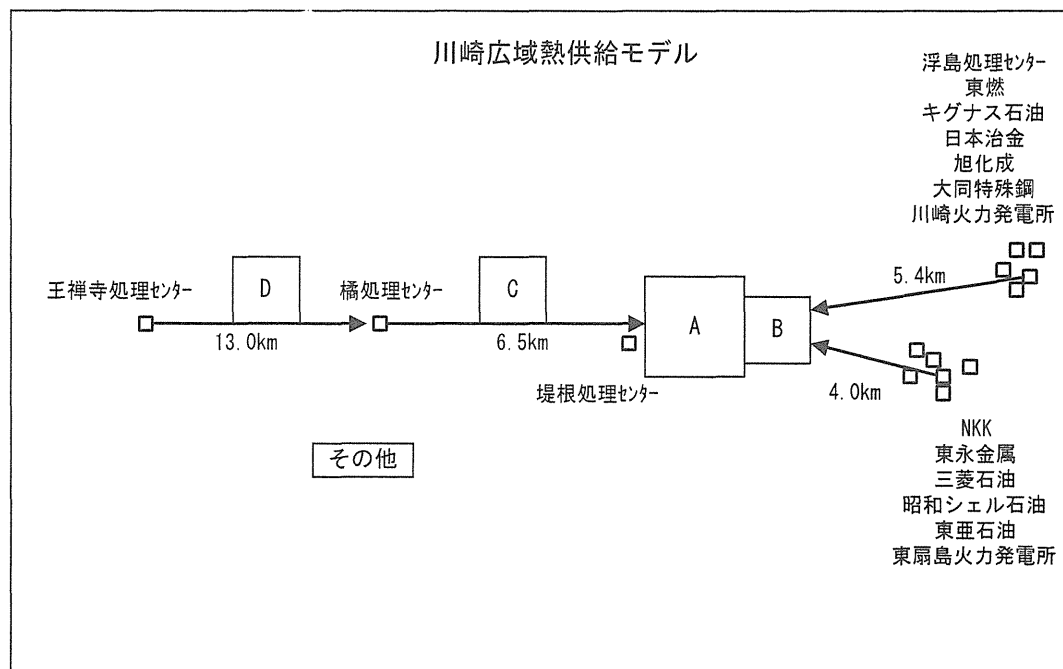 川崎広域熱供給モデル
浮島処理センター
東燃
キグナス石油
日本治金
旭化成
大同特殊鋼
川崎火力発電所
王禅寺処理センター
D
橘処理センター
C
A
B
5.4km
13.0km
6.5km
堤根処理センター
4.0km
その他
NKK
東永金属
三菱石油
昭和シェル石油
東亜石油
東扇島火力発電所